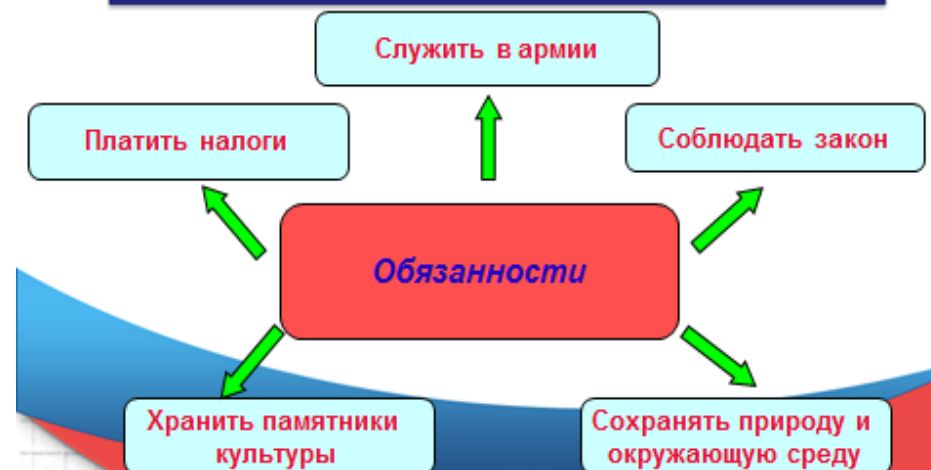 Служить в армии
Платить налоги
Соблюдать закон
Обязанности
Хранить памятники
культуры
Сохранять природу и
окружающую среду